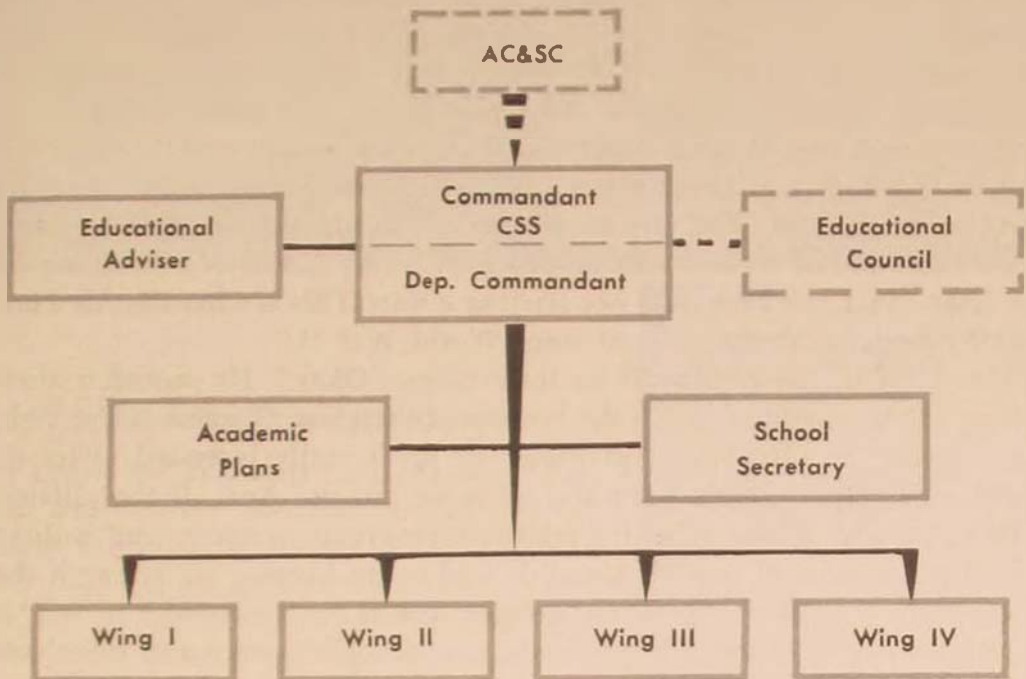 AC&SC
Commandant
CSS
Dep. Commandant
Educational
Adviser
Educational
Council
Academic
Plans
School
Secretary
Wing I
Wing II
Wing III
Wing IV